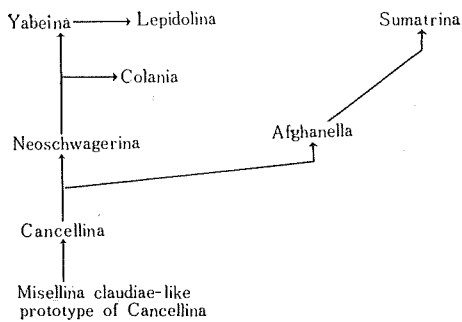 Yabeina
Lepidolina
Sumatrina
Colania
Neoschwagerina
Afghanella
Cancellina
Misellina claudiae-like
prototype of Cancellina